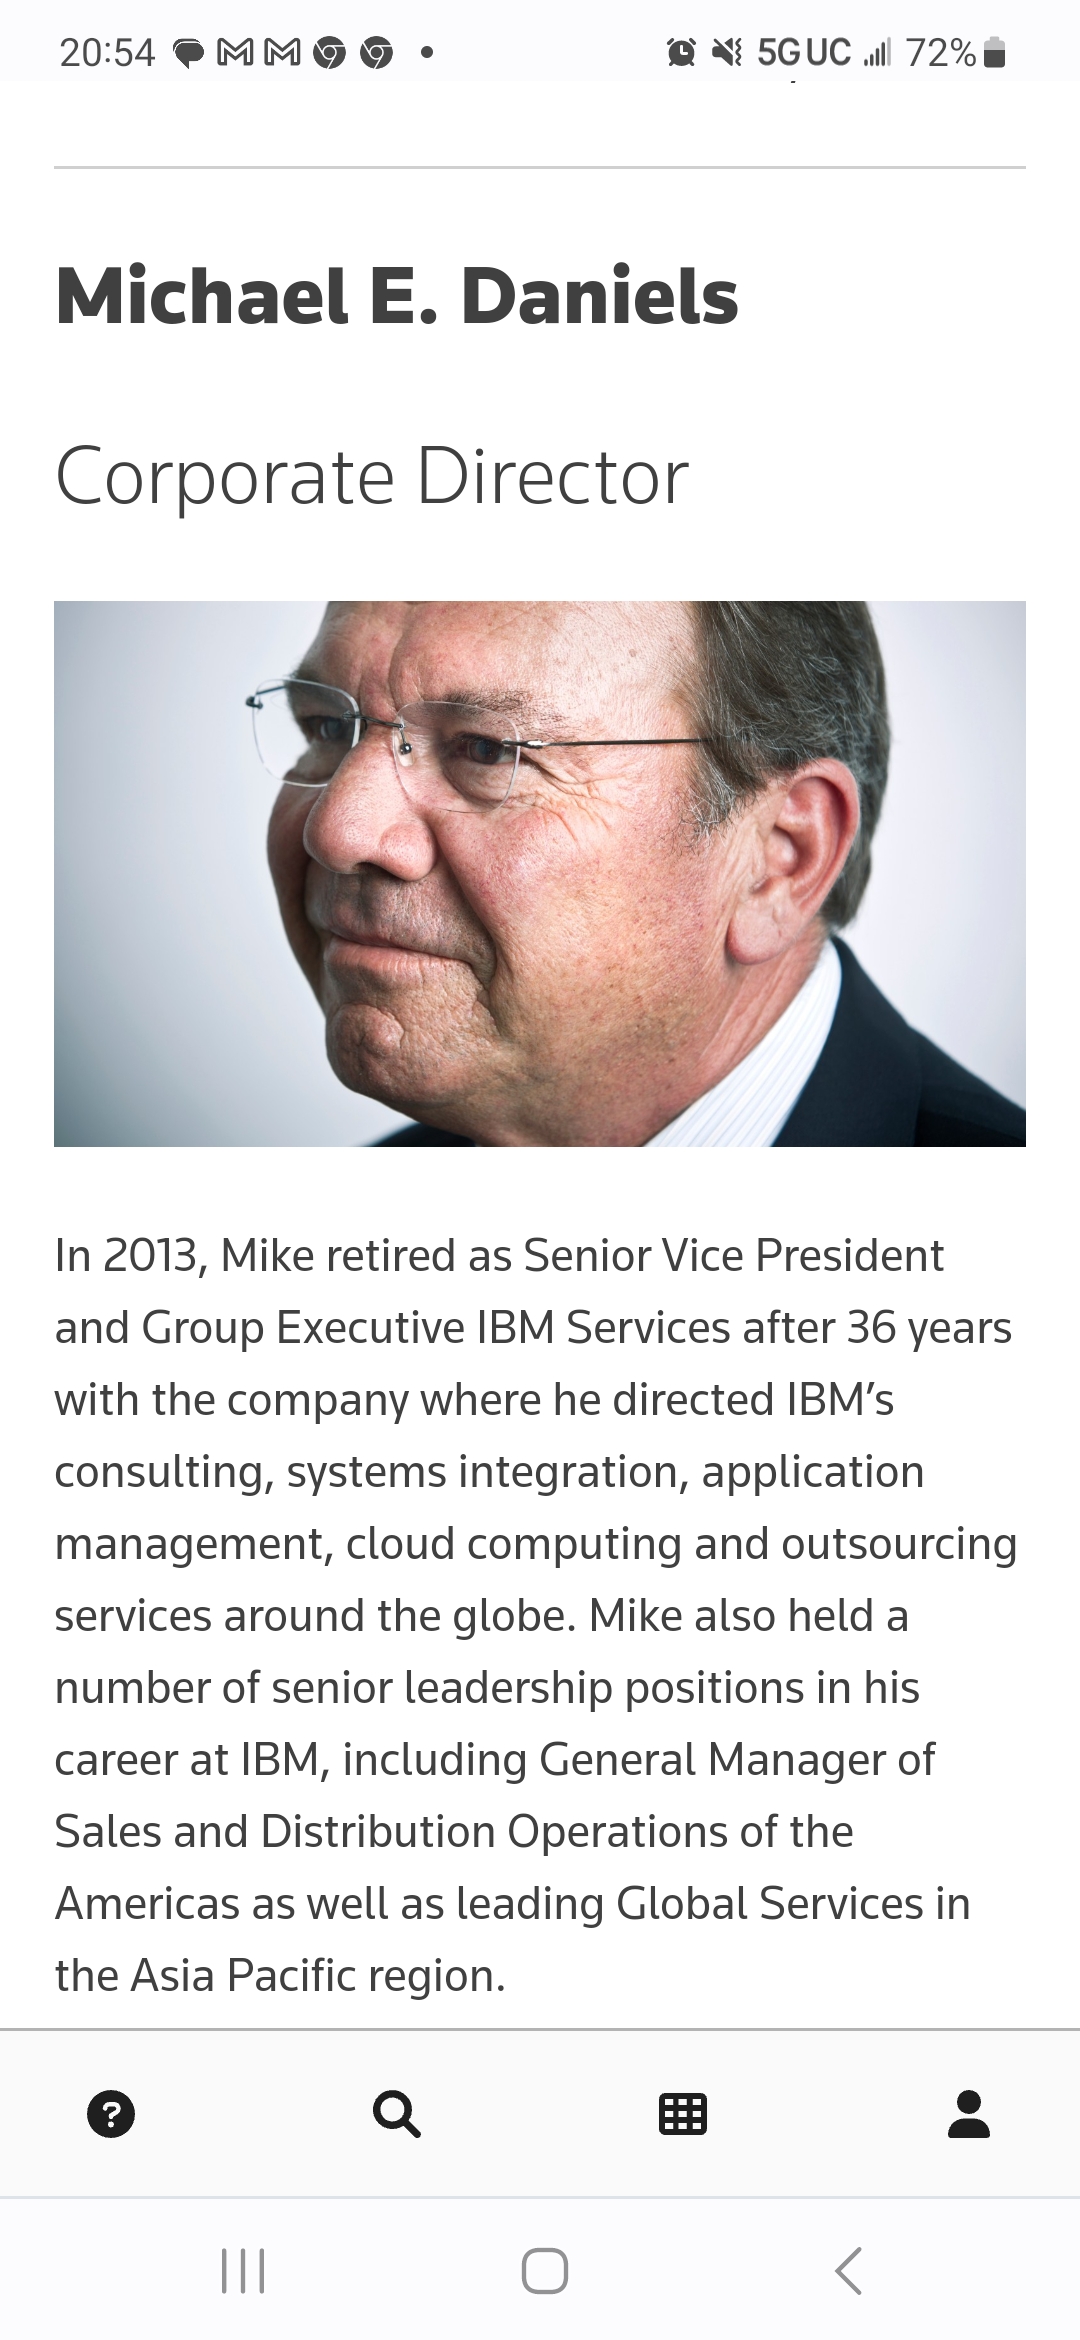 20:54
5G UC
72%
Michael E. Daniels
Corporate Director
In 2013, Mike retired as Senior Vice President
and Group Executive IBM Services after 36 years
with the company where he directed IBM’s
consulting, systems integration, application
management, cloud computing and outsourcing
services around the globe. Mike also held a
number of senior leadership positions in his
career at IBM, including General Manager of
Sales and Distribution Operations of the
Americas as well as leading Global Services in
the Asia Pacific region.